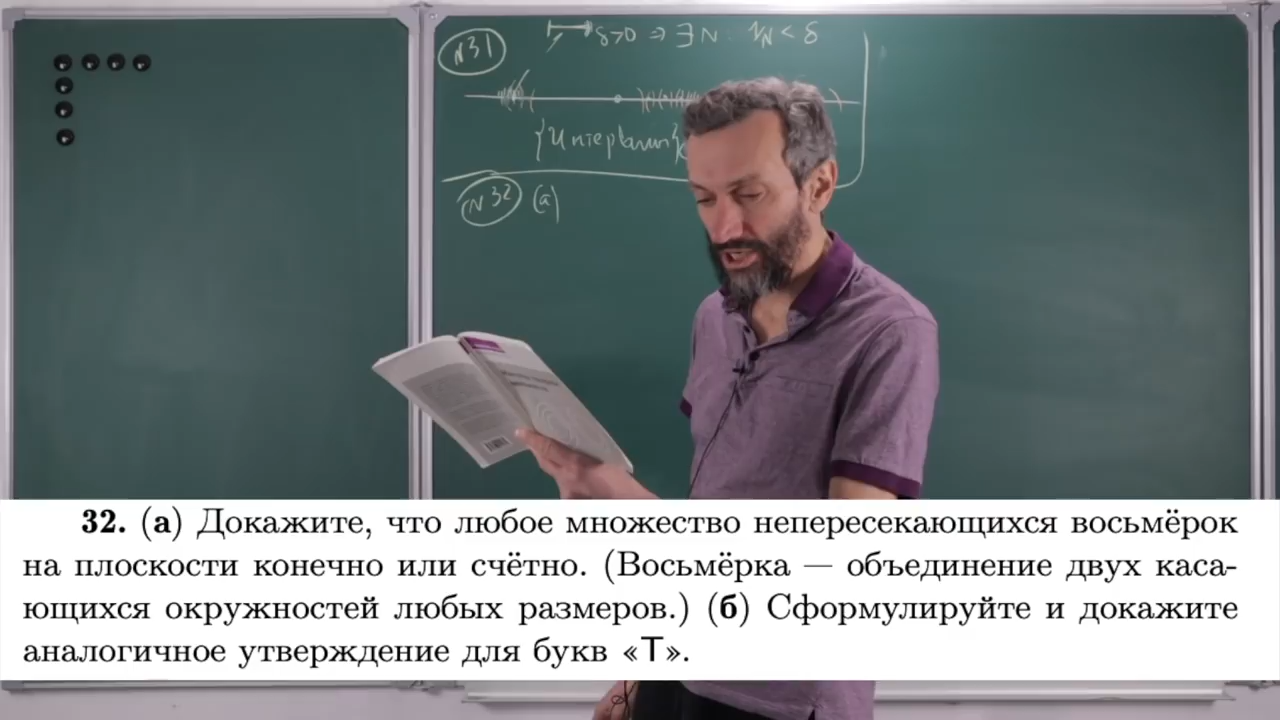 №31
δ>0 ⇒ ∃ N : 1/N < δ
{Интервалы}
№32 (а)
32. (а) Докажите, что любое множество непересекающихся восьмёрок
на плоскости конечно или счётно. (Восьмёрка — объединение двух каса-
ющихся окружностей любых размеров.) (б) Сформулируйте и докажите
аналогичное утверждение для букв «Т».